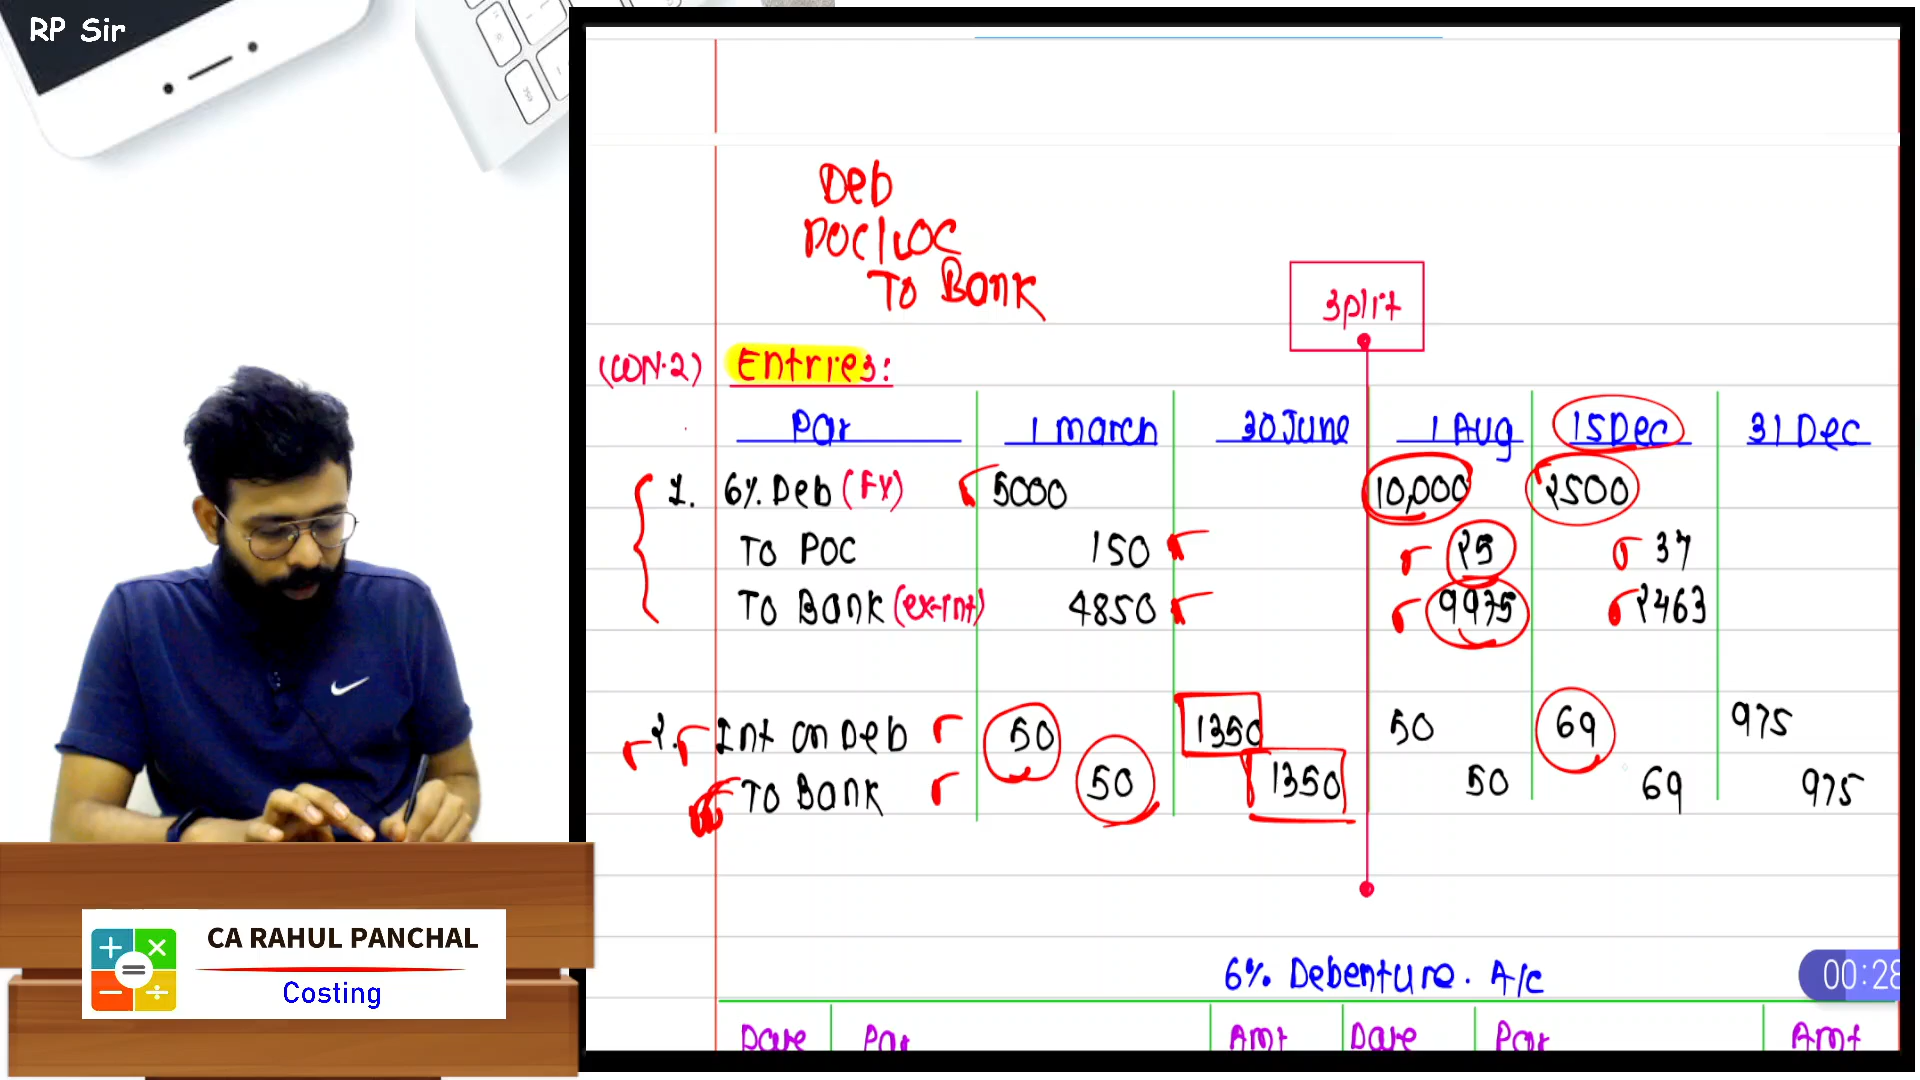 RP Sir
Deb
POC/LOC
To Bank
Split
(WN.2) Entries:
Par 1 March 30 June 1 Aug 15 Dec 31 Dec
1. 6% Deb (FV) 5000 10,000 2500
To POC 150 25 37
To Bank (ex-int) 4850 9975 2463
2. Int on Deb 50 1350 50 69 975
To Bank 50 1350 50 69 975
6% Debenture. A/c
Date Par Amt Date Par Amt
00:28
CA RAHUL PANCHAL
Costing